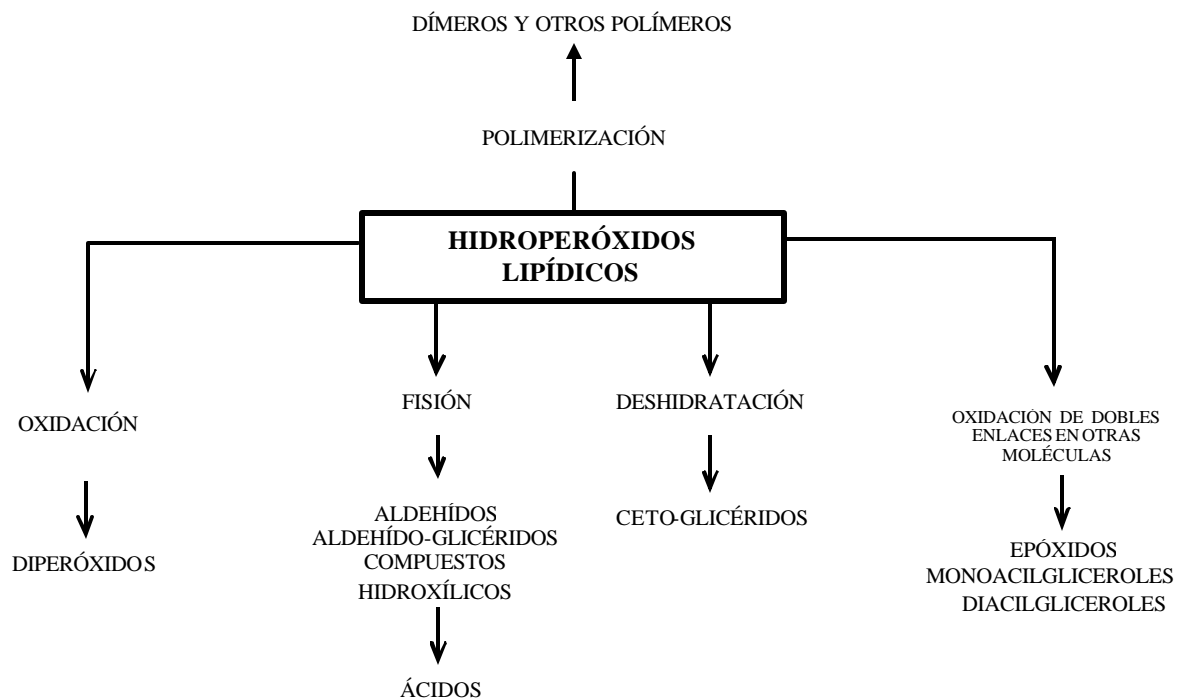 DÍMEROS Y OTROS POLÍMEROS
POLIMERIZACIÓN
HIDROPERÓXIDOS
LIPÍDICOS
OXIDACIÓN
DIPERÓXIDOS
FISIÓN
ALDEHÍDOS
ALDEHÍDO-GLICÉRIDOS
COMPUESTOS
HIDROXÍLICOS
ÁCIDOS
DESHIDRATACIÓN
CETO-GLICÉRIDOS
OXIDACIÓN DE DOBLES
ENLACES EN OTRAS
MOLÉCULAS
EPÓXIDOS
MONOACILGLICEROLES
DIACILGLICEROLES